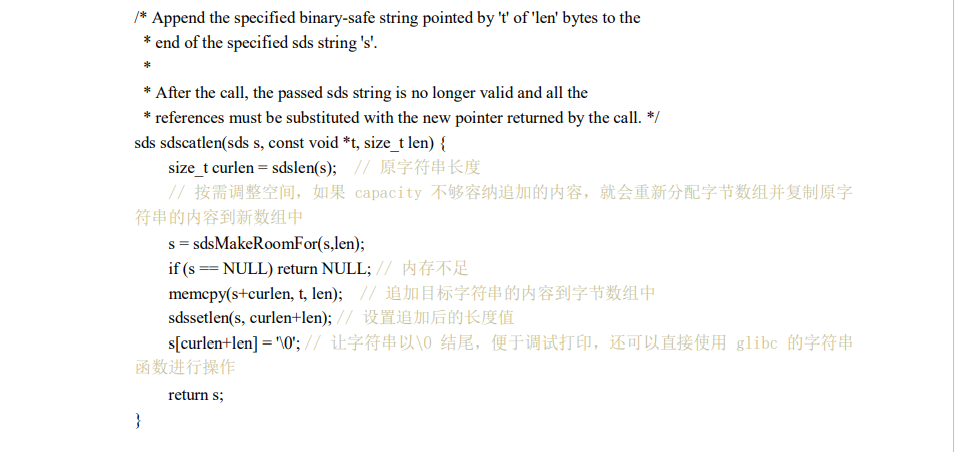 /* Append the specified binary-safe string pointed by 't' of 'len' bytes to the
* end of the specified sds string 's'.
*
* After the call, the passed sds string is no longer valid and all the
* references must be substituted with the new pointer returned by the call. */
sds sdscatlen(sds s, const void *t, size_t len) {
size_t curlen = sdslen(s); // 原字符串长度
// 按需调整空间，如果 capacity 不够容纳追加的内容，就会重新分配字节数组并复制原字
符串的内容到新数组中
s = sdsMakeRoomFor(s,len);
if (s == NULL) return NULL; // 内存不足
memcpy(s+curlen, t, len); // 追加目标字符串的内容到字节数组中
sdssetlen(s, curlen+len); // 设置追加后的长度值
s[curlen+len] = '\0'; // 让字符串以\0 结尾，便于调试打印，还可以直接使用 glibc 的字符串
函数进行操作
return s;
}